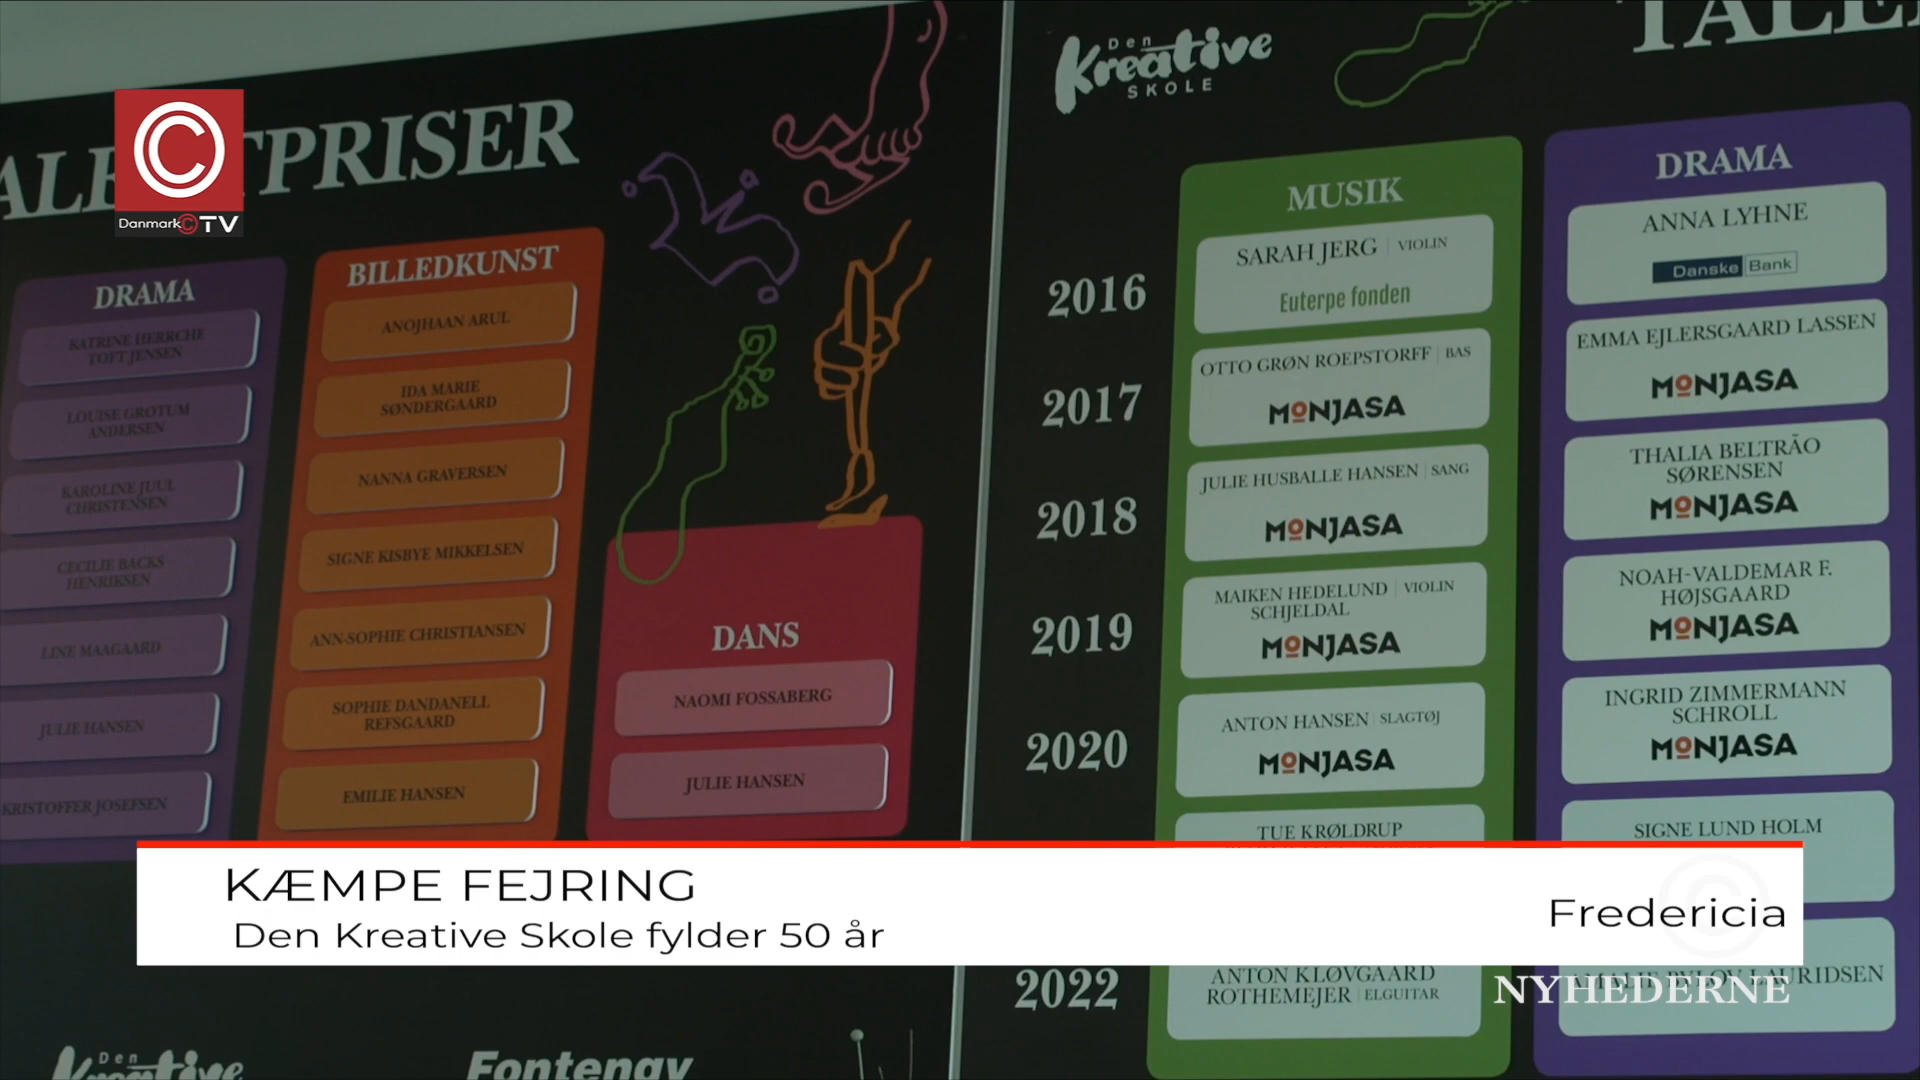 TALE
Den
Kreative
SKOLE
TPRISER
Danmark C TV
DRAMA
KATRINE HERRCHE
TOFT JENSEN
LOUISE GROTUM
ANDERSEN
KAROLINE JUUL
CHRISTENSEN
CECILIE BACKS
HENRIKSEN
LINE MAAGAARD
JULIE HANSEN
KRISTOFFER JOSEFSEN
BILLEDKUNST
ANOJHAAN ARUL
IDA MARIE
SØNDERGAARD
NANNA GRAVERSEN
SIGNE KISBYE MIKKELSEN
ANN-SOPHIE CHRISTIANSEN
SOPHIE DANDANELL
REFSGAARD
EMILIE HANSEN
DANS
NAOMI FOSSABERG
JULIE HANSEN
2016
2017
2018
2019
2020
2022
MUSIK
SARAH JERG | VIOLIN
Euterpe fonden
OTTO GRØN ROEPSTORFF | BAS
MONJASA
JULIE HUSBALLE HANSEN | SANG
MONJASA
MAIKEN HEDELUND | VIOLIN
SCHJELDAL
MONJASA
ANTON HANSEN | SLAGTØJ
MONJASA
TUE KRØLDRUP
ANTON KLØVGAARD
ROTHEMEJER | ELGUITAR
DRAMA
ANNA LYHNE
Danske Bank
EMMA EJLERSGAARD LASSEN
MONJASA
THALIA BELTRÃO
SØRENSEN
MONJASA
NOAH-VALDEMAR F.
HØJSGAARD
MONJASA
INGRID ZIMMERMANN
SCHROLL
MONJASA
SIGNE LUND HOLM
LAURIDSEN
KÆMPE FEJRING
Den Kreative Skole fylder 50 år
Fredericia
NYHEDERNE
Den
Kreative
Fontenay